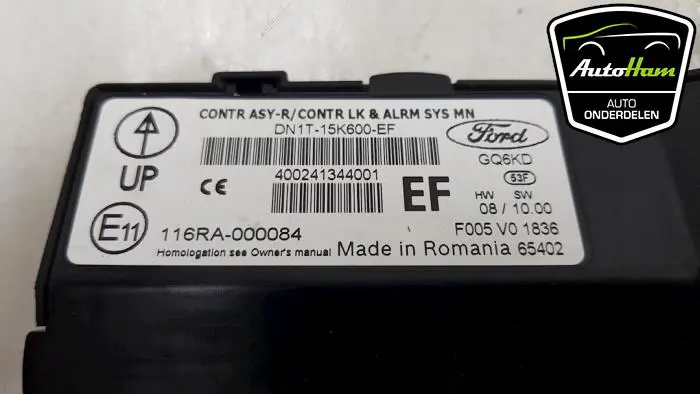 CONTR ASY-R/CONTR LK & ALRM SYS MN
DN1T-15K600-EF
Ford
GQ6KD
UP
CE
400241344001
EF
53F
HW SW
08 / 10.00
E11
116RA-000084
F005 V0 1836
Homologation see Owner's manual Made in Romania 65402
AutoHam
AUTO
ONDERDELEN